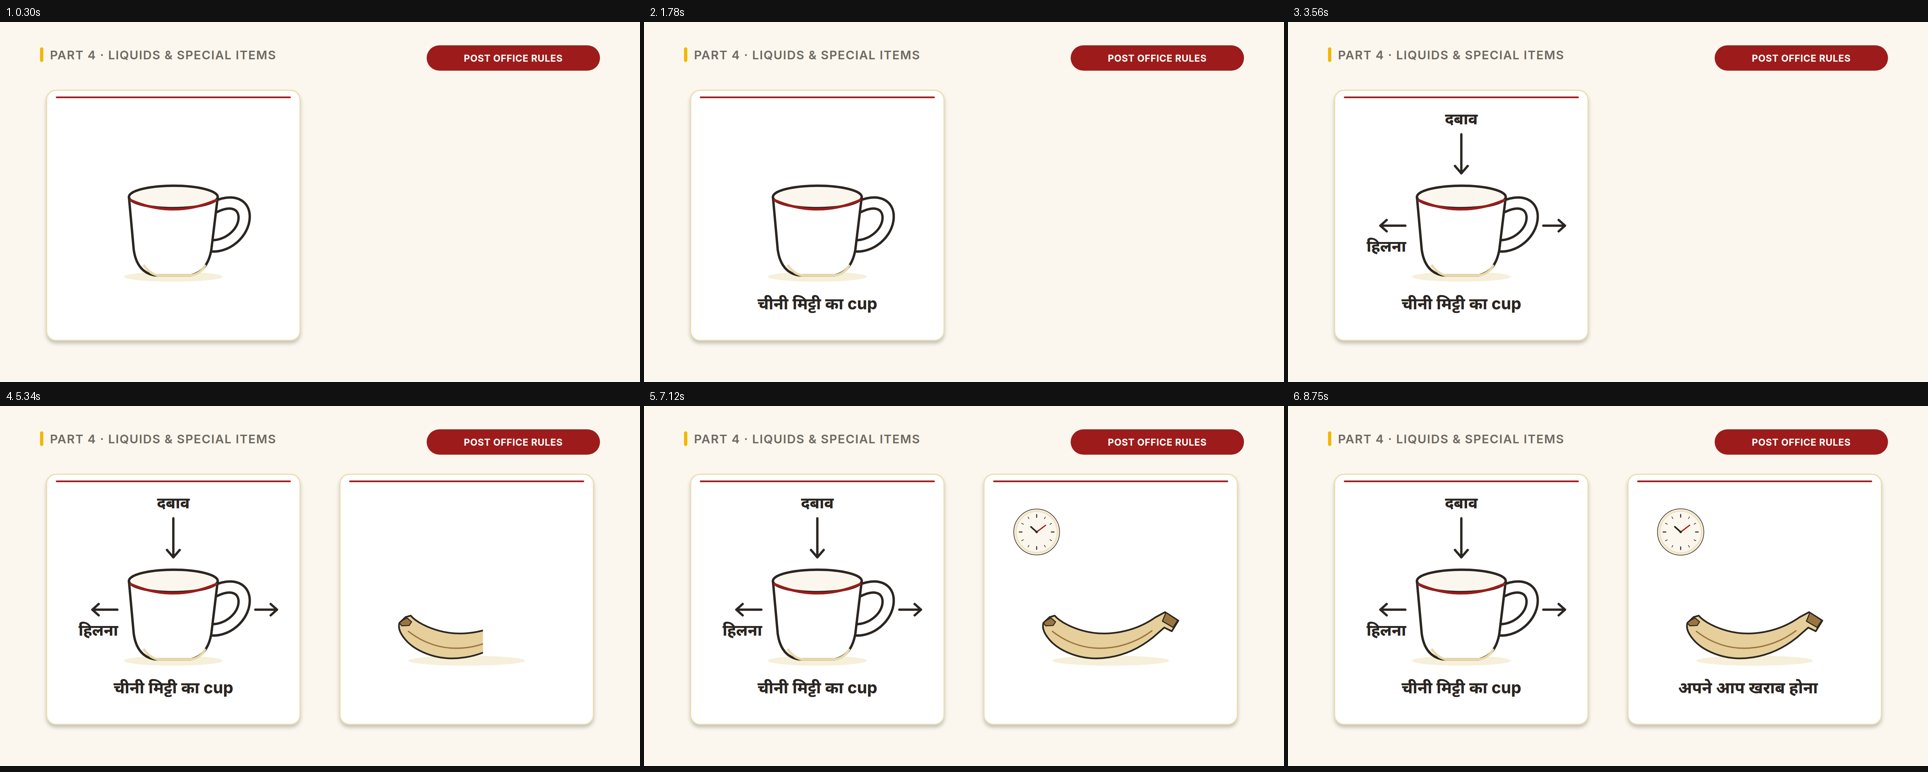 1. 0.30s
PART 4 · LIQUIDS & SPECIAL ITEMS
POST OFFICE RULES
2. 1.78s
PART 4 · LIQUIDS & SPECIAL ITEMS
POST OFFICE RULES
चीनी मिट्टी का cup
3. 3.56s
PART 4 · LIQUIDS & SPECIAL ITEMS
POST OFFICE RULES
दबाव
हिलना
चीनी मिट्टी का cup
4. 5.34s
PART 4 · LIQUIDS & SPECIAL ITEMS
POST OFFICE RULES
दबाव
हिलना
चीनी मिट्टी का cup
5. 7.12s
PART 4 · LIQUIDS & SPECIAL ITEMS
POST OFFICE RULES
दबाव
हिलना
चीनी मिट्टी का cup
6. 8.75s
PART 4 · LIQUIDS & SPECIAL ITEMS
POST OFFICE RULES
दबाव
हिलना
चीनी मिट्टी का cup
अपने आप खराब होना